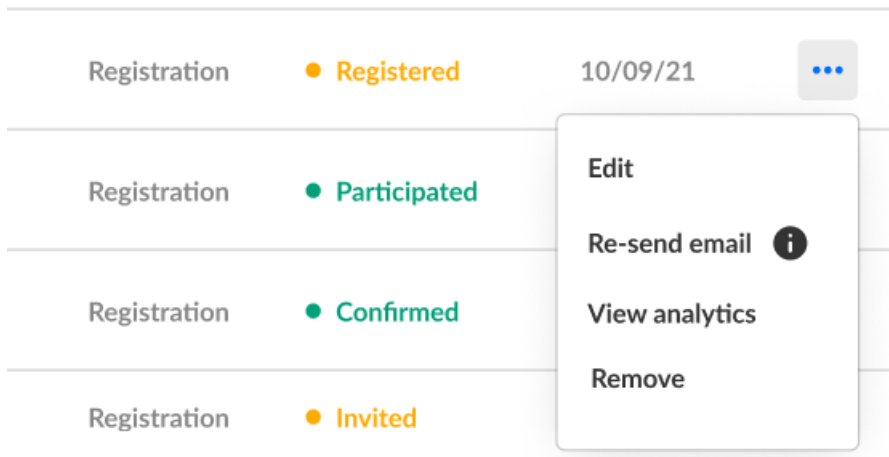 Registration Registered 10/09/21 •••
Edit
Registration Participated
Re-send email i
Registration Confirmed
View analytics
Remove
Registration Invited